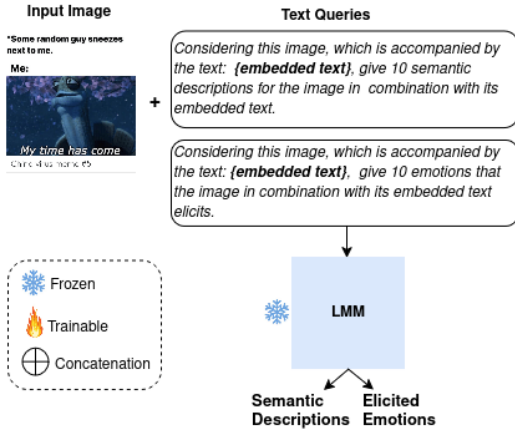 Input Image
Text Queries
*Some random guy sneezes
next to me.
Me:
My time has come
+
Considering this image, which is accompanied by
the text: {embedded text}, give 10 semantic
descriptions for the image in combination with its
embedded text.
Considering this image, which is accompanied by
the text: {embedded text}, give 10 emotions that
the image in combination with its embedded text
elicits.
Frozen
Trainable
Concatenation
LMM
Semantic
Descriptions
Elicited
Emotions